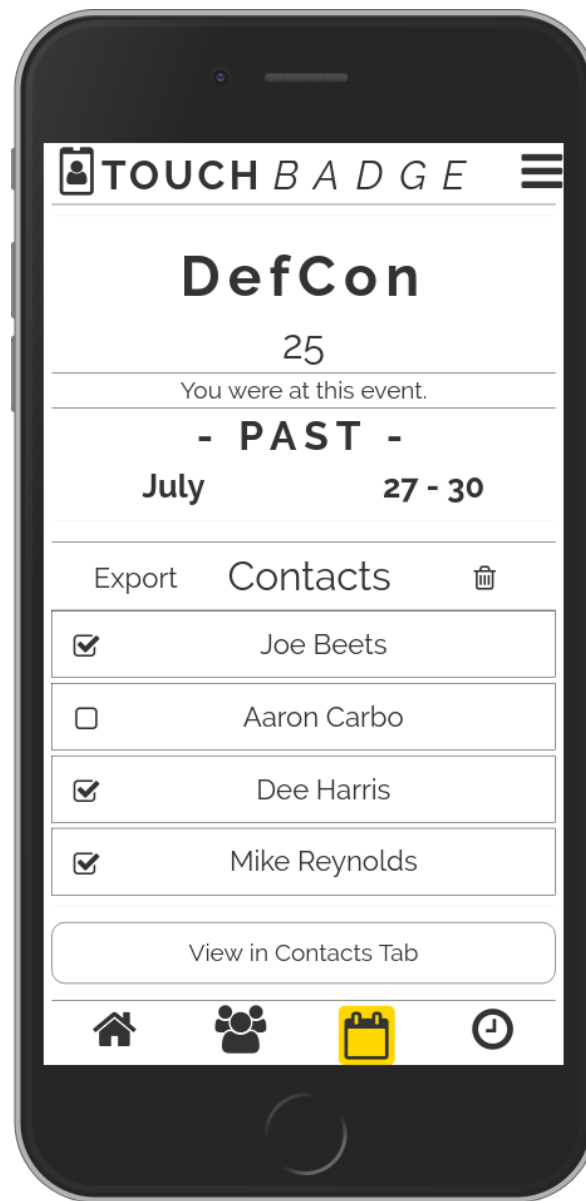 TOUCH BADGE
DefCon
25
You were at this event.
- PAST -
July 27 - 30
Export Contacts
Joe Beets
Aaron Carbo
Dee Harris
Mike Reynolds
View in Contacts Tab